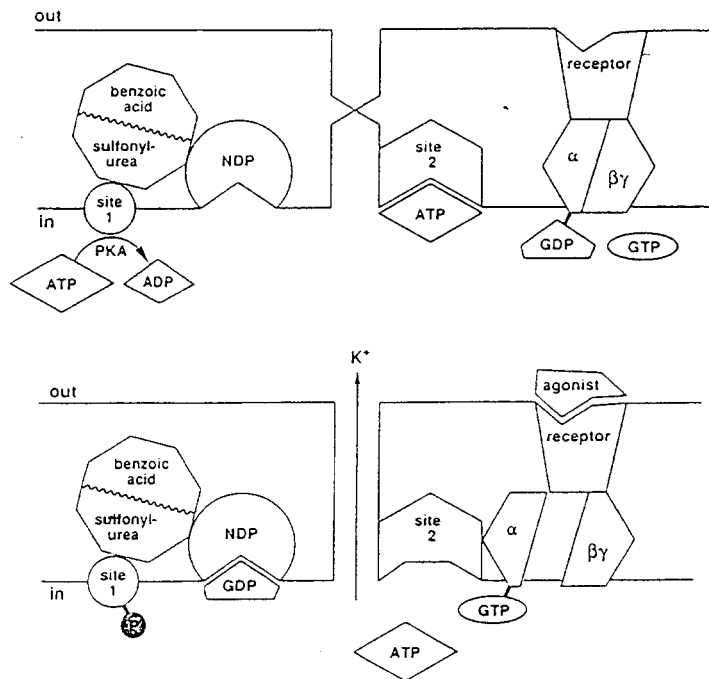 out
benzoic
acid
sulfonyl-
urea
NDP
site
1
in
PKA
ATP
ADP
site
2
ATP
receptor
α
βγ
GDP
GTP
K+
out
benzoic
acid
sulfonyl-
urea
NDP
site
1
in
P
GDP
agonist
receptor
site
2
α
βγ
GTP
ATP